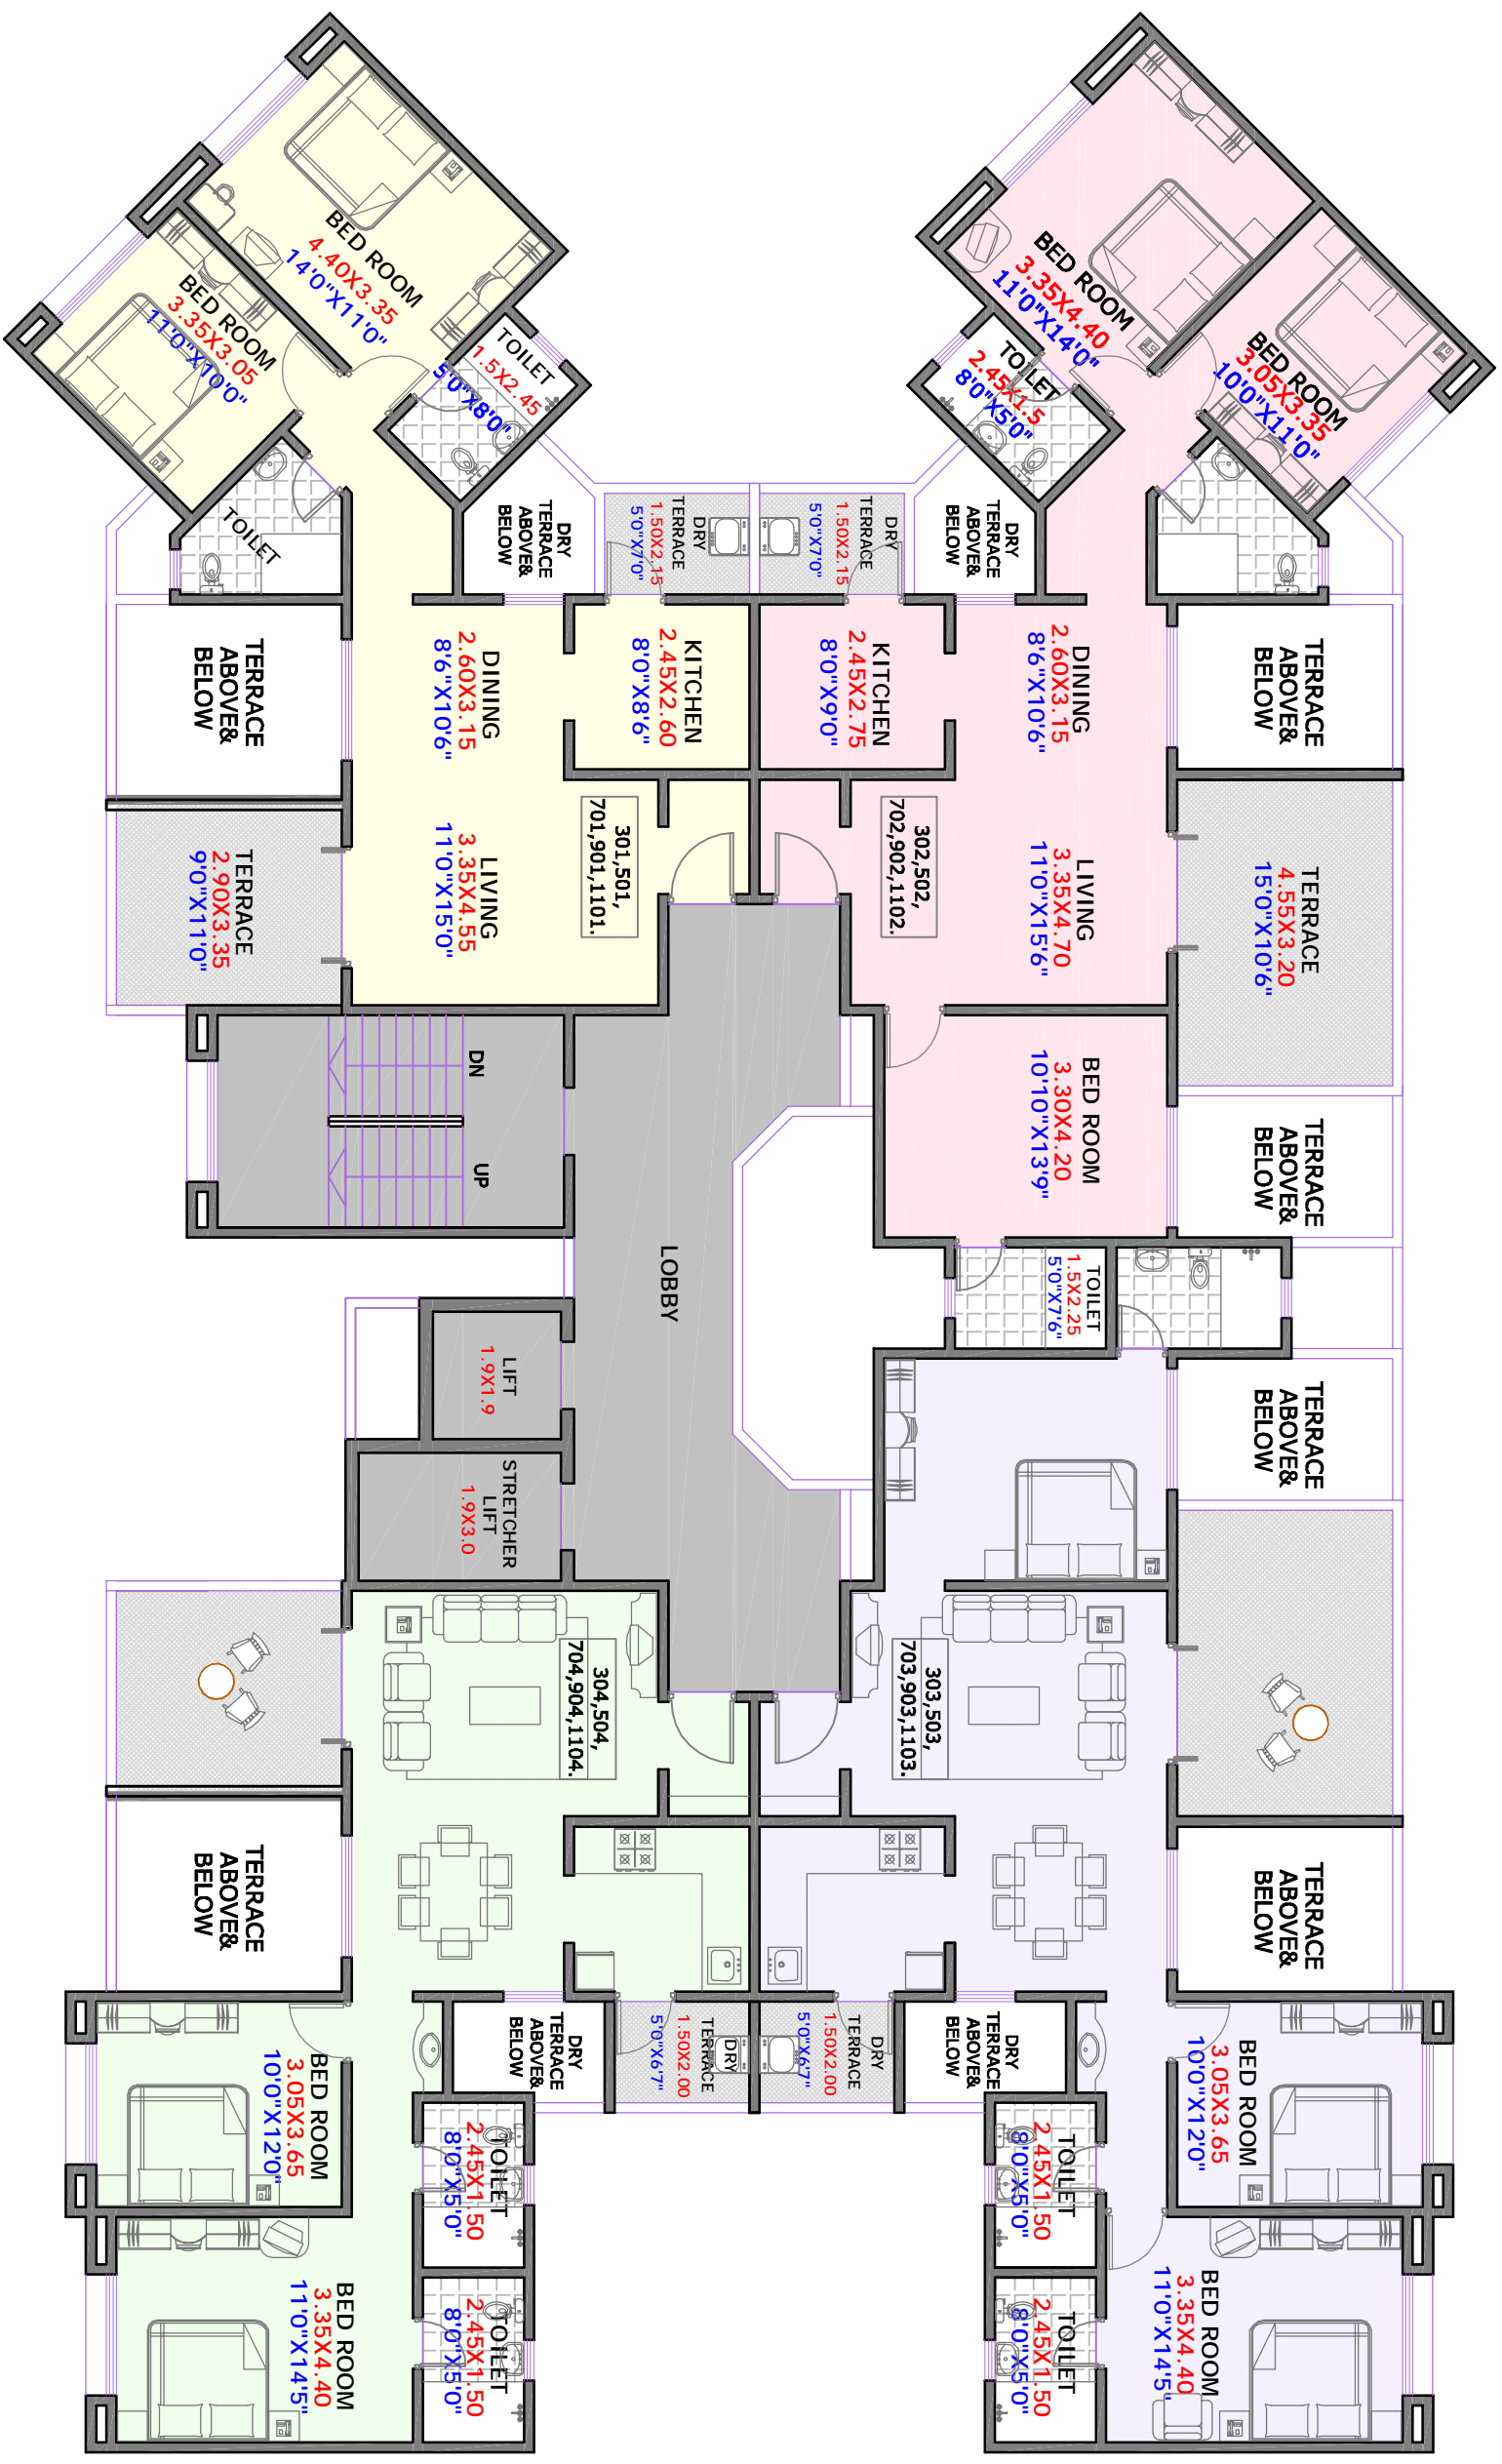 BED ROOM
4.40X3.35
14'0"X11'0"
BED ROOM
3.35X3.05
11'0"X10'0"
TOILET
1.5X2.45
5'0"X8'0"
TOILET
BED ROOM
3.35X4.40
11'0"X14'0"
BED ROOM
3.05X3.35
10'0"X11'0"
TOILET
2.45X1.5
8'0"X5'0"
DRY
TERRACE
ABOVE&
BELOW
DRY
TERRACE
1.50X2.15
5'0"X7'0"
DRY
TERRACE
1.50X2.15
5'0"X7'0"
DRY
TERRACE
ABOVE&
BELOW
TERRACE
ABOVE&
BELOW
DINING
2.60X3.15
8'6"X10'6"
KITCHEN
2.45X2.60
8'0"X8'6"
KITCHEN
2.45X2.75
8'0"X9'0"
DINING
2.60X3.15
8'6"X10'6"
TERRACE
ABOVE&
BELOW
TERRACE
2.90X3.35
9'0"X11'0"
LIVING
3.35X4.55
11'0"X15'0"
301,501,
701,901,1101.
302,502,
702,902,1102.
LIVING
3.35X4.70
11'0"X15'6"
TERRACE
4.55X3.20
15'0"X10'6"
DN
UP
BED ROOM
3.30X4.20
10'10"X13'9"
TERRACE
ABOVE&
BELOW
LOBBY
TOILET
1.5X2.25
5'0"X7'6"
LIFT
1.9X1.9
STRETCHER
LIFT
1.9X3.0
TERRACE
ABOVE&
BELOW
304,504,
704,904,1104.
303,503,
703,903,1103.
TERRACE
ABOVE&
BELOW
TERRACE
ABOVE&
BELOW
DRY
TERRACE
ABOVE&
BELOW
DRY
TERRACE
1.50X2.00
5'0"X6'7"
DRY
TERRACE
1.50X2.00
5'0"X6'7"
DRY
TERRACE
ABOVE&
BELOW
BED ROOM
3.05X3.65
10'0"X12'0"
TOILET
2.45X1.50
8'0"X5'0"
TOILET
2.45X1.50
8'0"X5'0"
BED ROOM
3.05X3.65
10'0"X12'0"
BED ROOM
3.35X4.40
11'0"X14'5"
TOILET
2.45X1.50
8'0"X5'0"
TOILET
2.45X1.50
8'0"X5'0"
BED ROOM
3.35X4.40
11'0"X14'5"